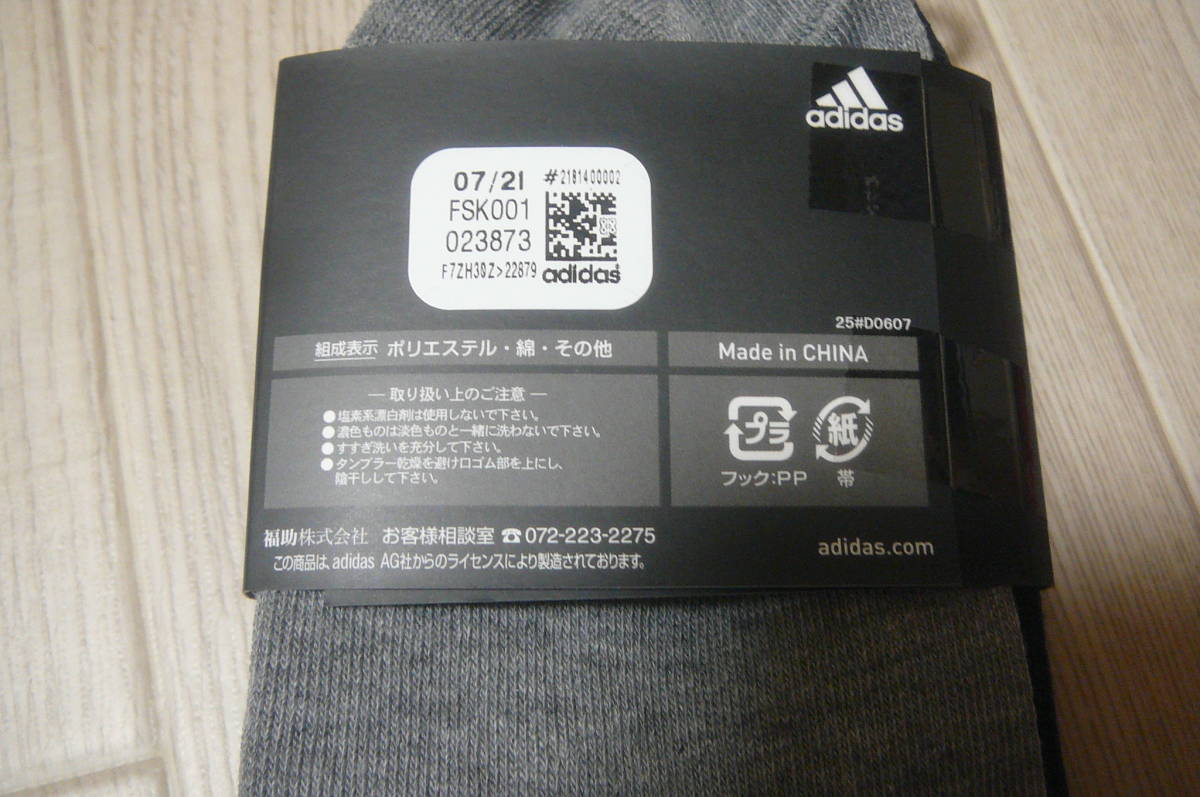 adidas
07/21 #2181400002
FSK001
023873
F7ZH30Z>22879 adidas
25#D0607
組成表示 ポリエステル・綿・その他
Made in CHINA
― 取り扱い上のご注意 ―
●塩素系漂白剤は使用しないで下さい。
●濃色ものは淡色ものと一緒に洗わないで下さい。
●すすぎ洗いを充分して下さい。
●タンブラー乾燥を避け口ゴム部を上にし、
陰干しして下さい。
プラ 紙
フック:PP 帯
福助株式会社 お客様相談室 ☎072-223-2275
この商品は、adidas AG社からのライセンスにより製造されております。
adidas.com